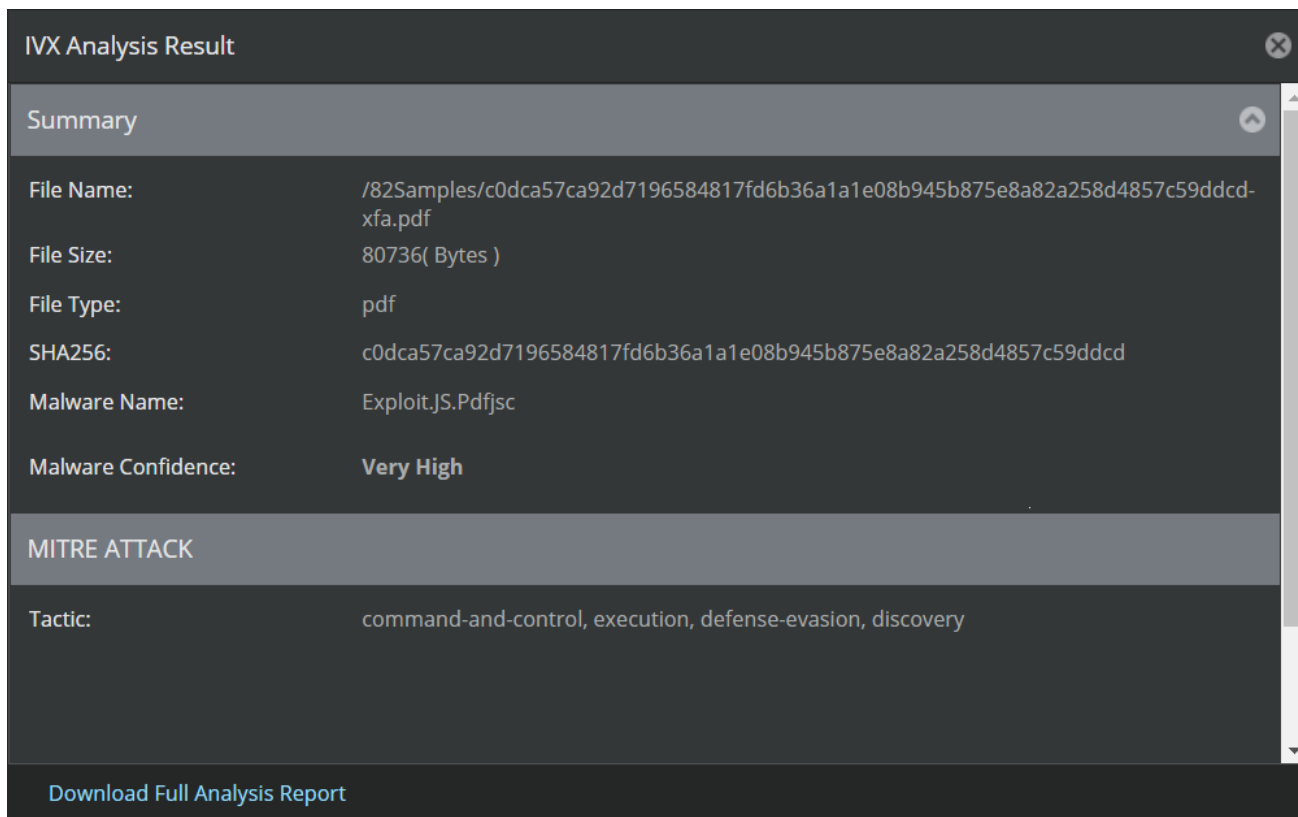 IVX Analysis Result
Summary
File Name: /82Samples/c0dca57ca92d7196584817fd6b36a1a1e08b945b875e8a82a258d4857c59ddcd-
xfa.pdf
File Size: 80736( Bytes )
File Type: pdf
SHA256: c0dca57ca92d7196584817fd6b36a1a1e08b945b875e8a82a258d4857c59ddcd
Malware Name: Exploit.JS.Pdfjsc
Malware Confidence: Very High
MITRE ATTACK
Tactic: command-and-control, execution, defense-evasion, discovery
Download Full Analysis Report